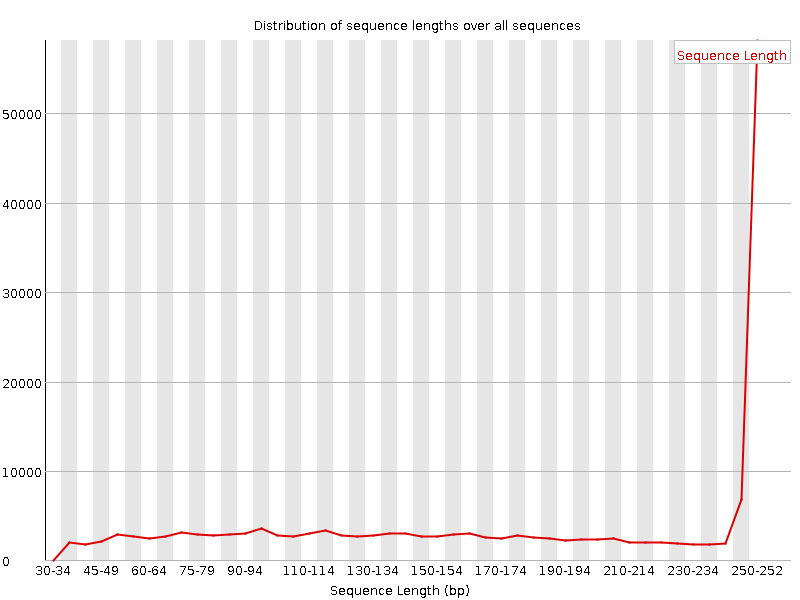 Distribution of sequence lengths over all sequences
Sequence Length
50000
40000
30000
20000
10000
0
30-34 45-49 60-64 75-79 90-94 110-114 130-134 150-154 170-174 190-194 210-214 230-234 250-252
Sequence Length (bp)